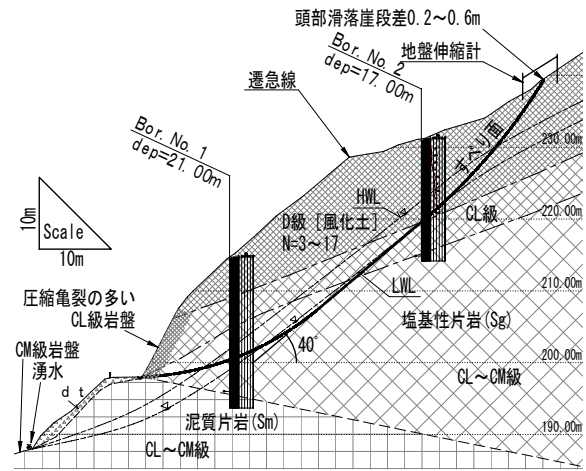 頭部滑落崖段差0.2～0.6m
地盤伸縮計
Bor. No. 2
dep=17.00m
遷急線
Bor. No. 1
dep=21.00m
すべり面
230.00m
HWL
CL級
10m
Scale
10m
D級［風化土］
N=3～17
220.00m
圧縮亀裂の多い
CL級岩盤
LWL
210.00m
塩基性片岩(Sg)
CM級岩盤
湧水
40°
200.00m
dt
CL～CM級
泥質片岩(Sm)
190.00m
CL～CM級